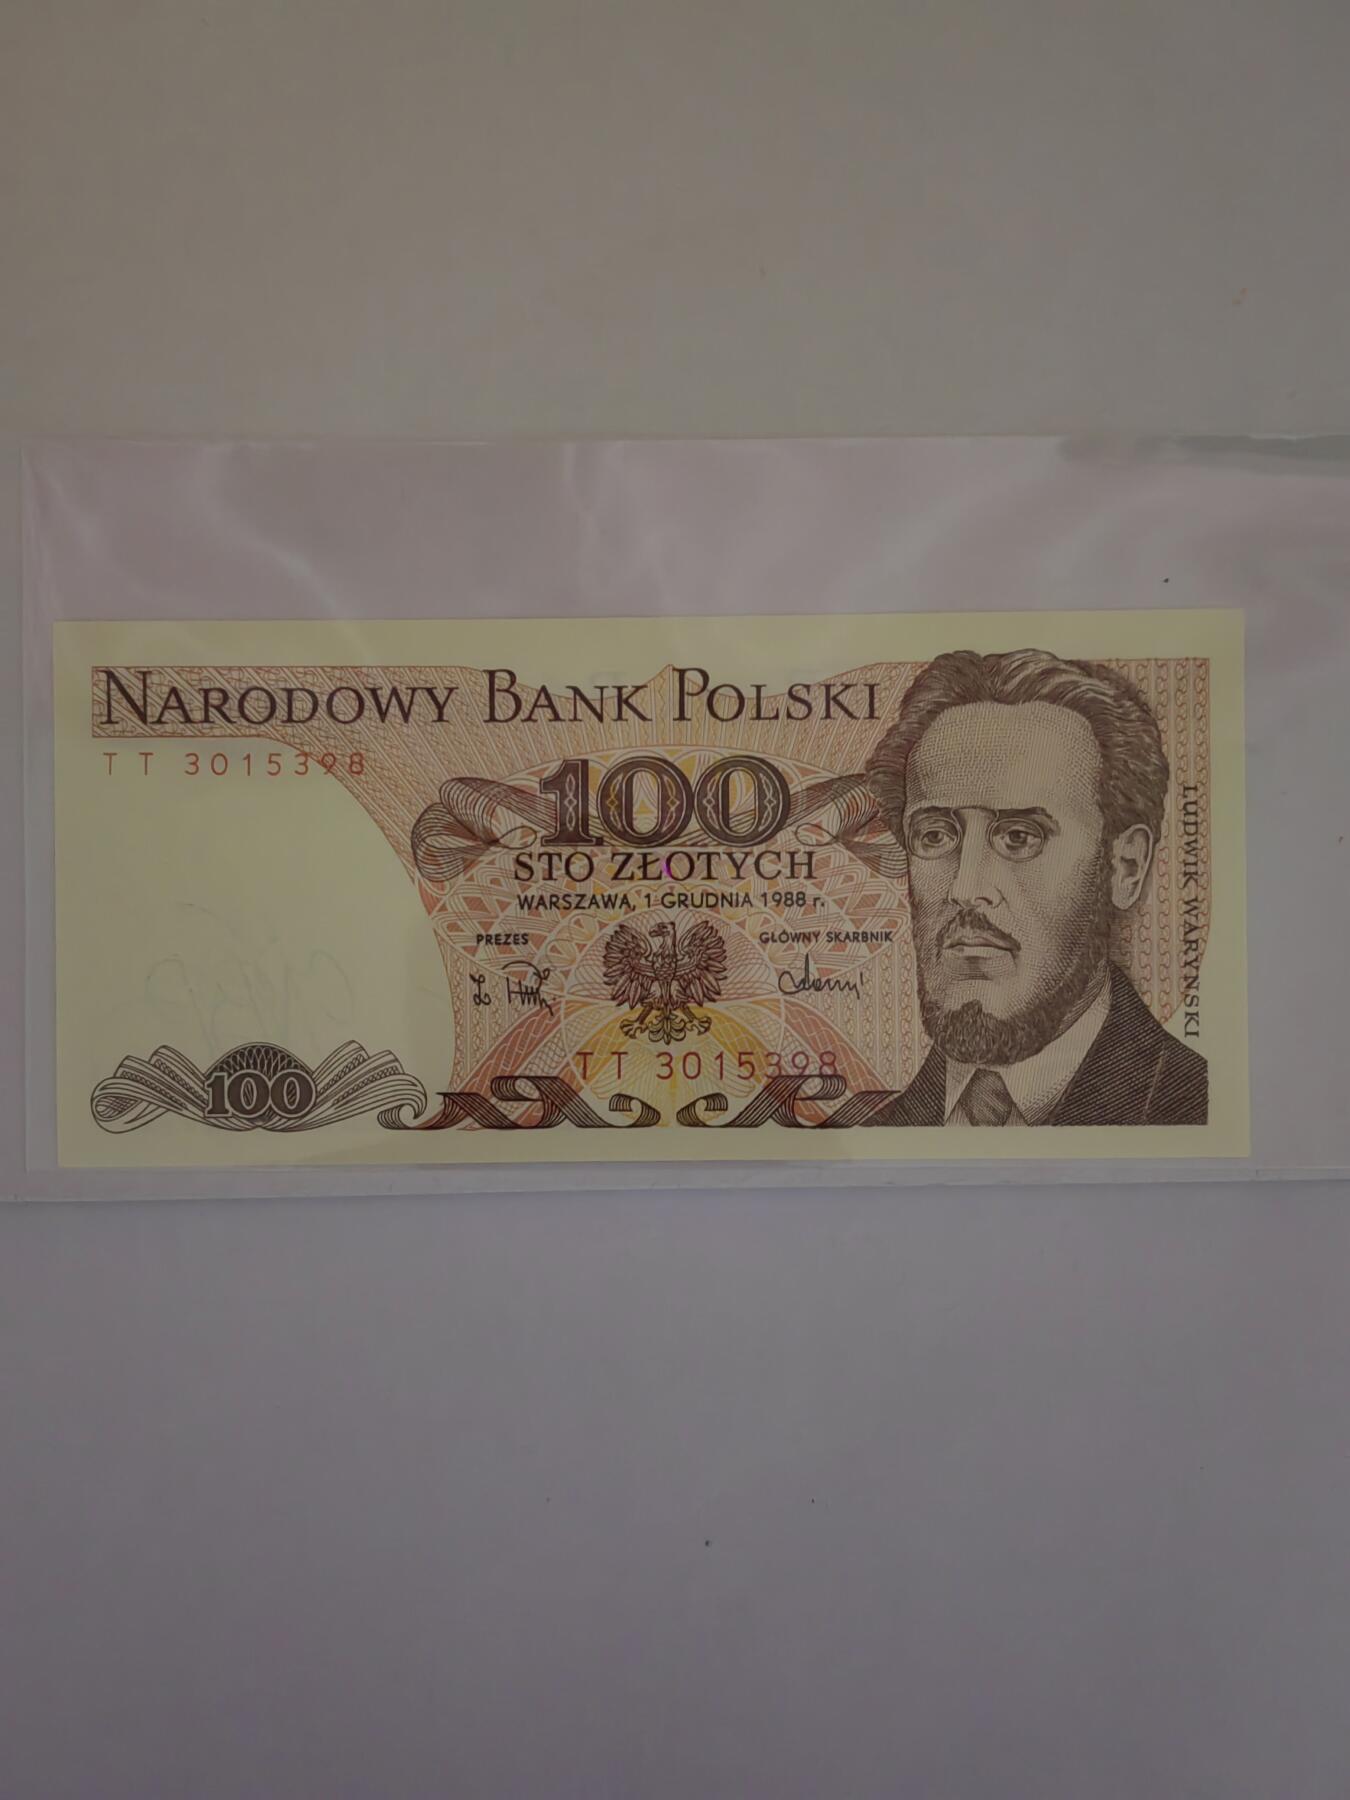 NARODOWY BANK POLSKI
TT 3015398
100
STO ZŁOTYCH
WARSZAWA, 1 GRUDNIA 1988 r.
PREZES
GŁÓWNY SKARBNIK
TT 3015398
100
LUDWIK WARYŃSKI